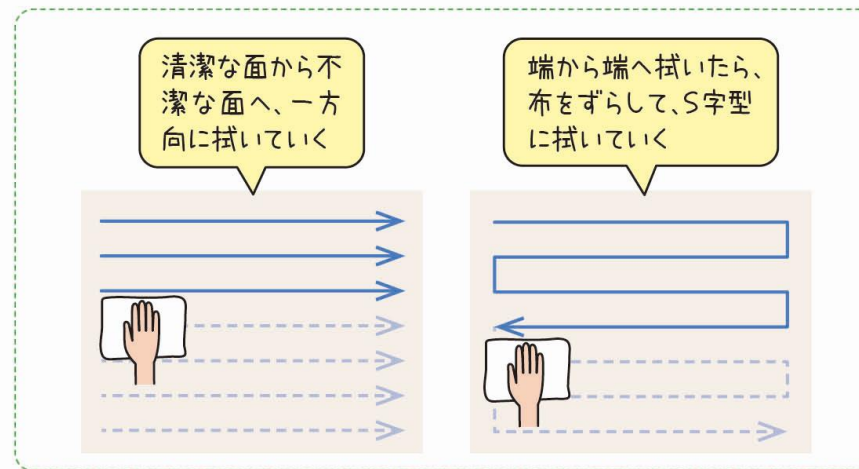 清潔な面から不
潔な面へ、一方
向に拭いていく
端から端へ拭いたら、
布をずらして、S字型
に拭いていく